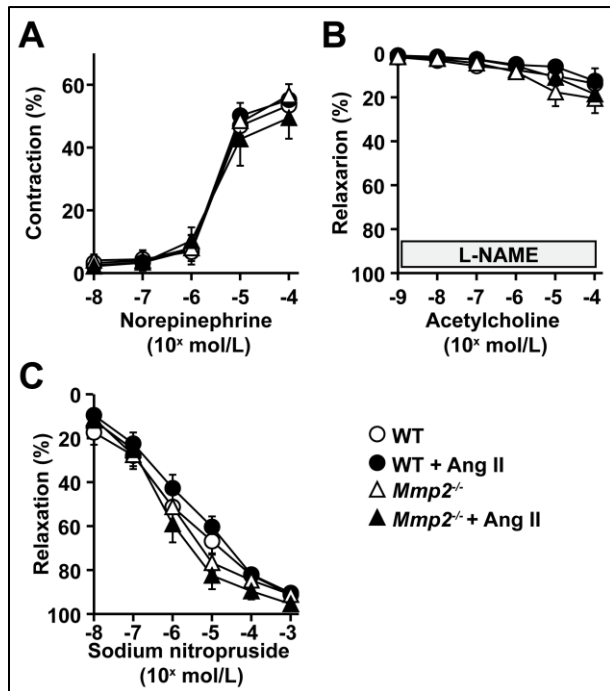 A
Contraction (%)
60
40
20
0
-8 -7 -6 -5 -4
Norepinephrine
(10ˣ mol/L)
B
Relaxarion (%)
0
20
40
60
80
100
L-NAME
-9 -8 -7 -6 -5 -4
Acetylcholine
(10ˣ mol/L)
C
Relaxation (%)
0
20
40
60
80
100
-8 -7 -6 -5 -4 -3
Sodium nitropruside
(10ˣ mol/L)
WT
WT + Ang II
Mmp2⁻/⁻
Mmp2⁻/⁻ + Ang II